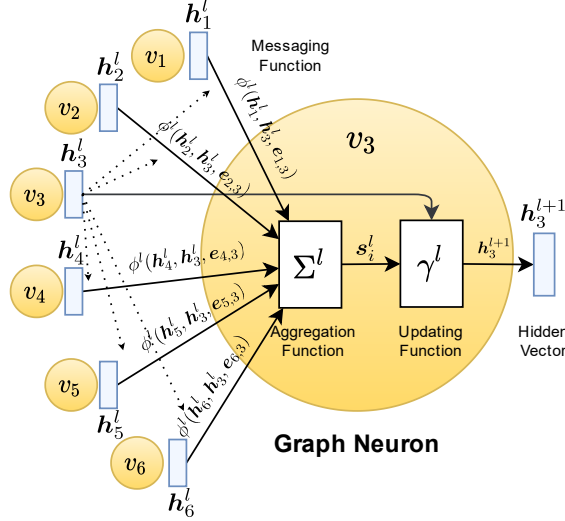 h_1^l
v_1
Messaging
Function
h_2^l
v_2
ϕ^l(h_1^l, h_3^l, e_{1,3})
ϕ^l(h_2^l, h_3^l, e_{2,3})
v_3
h_3^l
v_3
h_3^{l+1}
h_4^l
v_4
ϕ^l(h_4^l, h_3^l, e_{4,3})
Σ^l
s_i^l
γ^l
h_3^{l+1}
ϕ^l(h_5^l, h_3^l, e_{5,3})
Aggregation
Function
Updating
Function
Hidden
Vector
v_5
h_5^l
ϕ^l(h_6^l, h_3^l, e_{6,3})
v_6
h_6^l
Graph Neuron